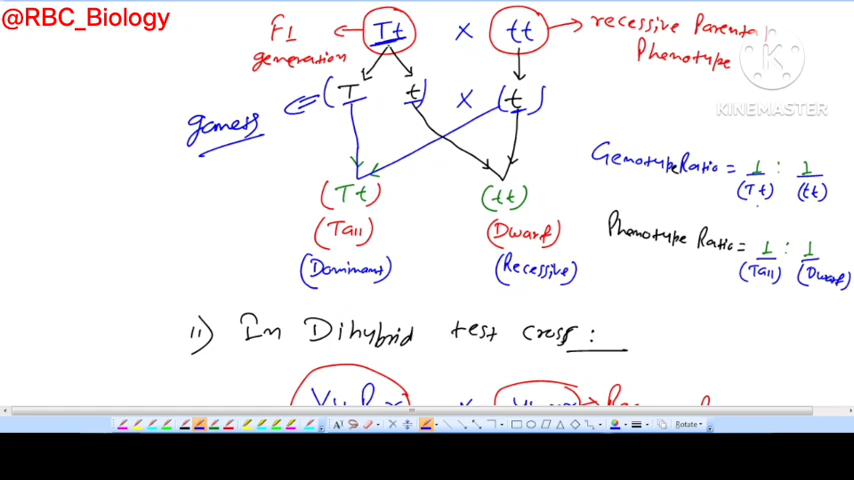 @RBC_Biology
F1 generation
Tt × tt
recessive Parental Phenotype
KINEMASTER
gametes
(T t) × (t)
(Tt) (tt)
(Tall) (Dwarf)
(Dominant) (Recessive)
Genotype Ratio = 1 : 1
(Tt) (tt)
Phenotype Ratio = 1 : 1
(Tall) (Dwarf)
ii) In Dihybrid test cross :
Rotate